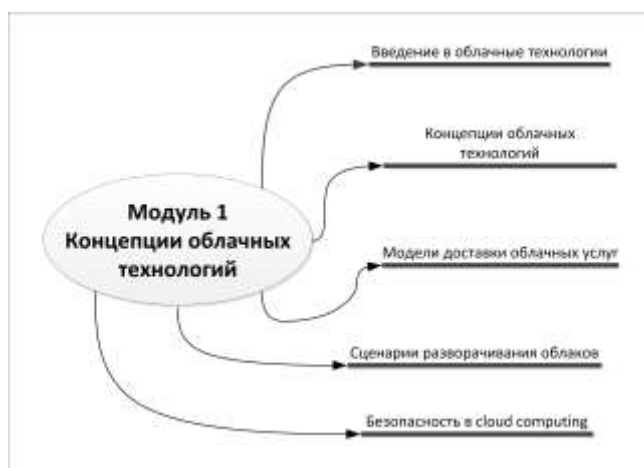 Введение в облачные технологии
Концепции облачных
технологий
Модуль 1
Концепции облачных
технологий
Модели доставки облачных услуг
Сценарии разворачивания облаков
Безопасность в cloud computing